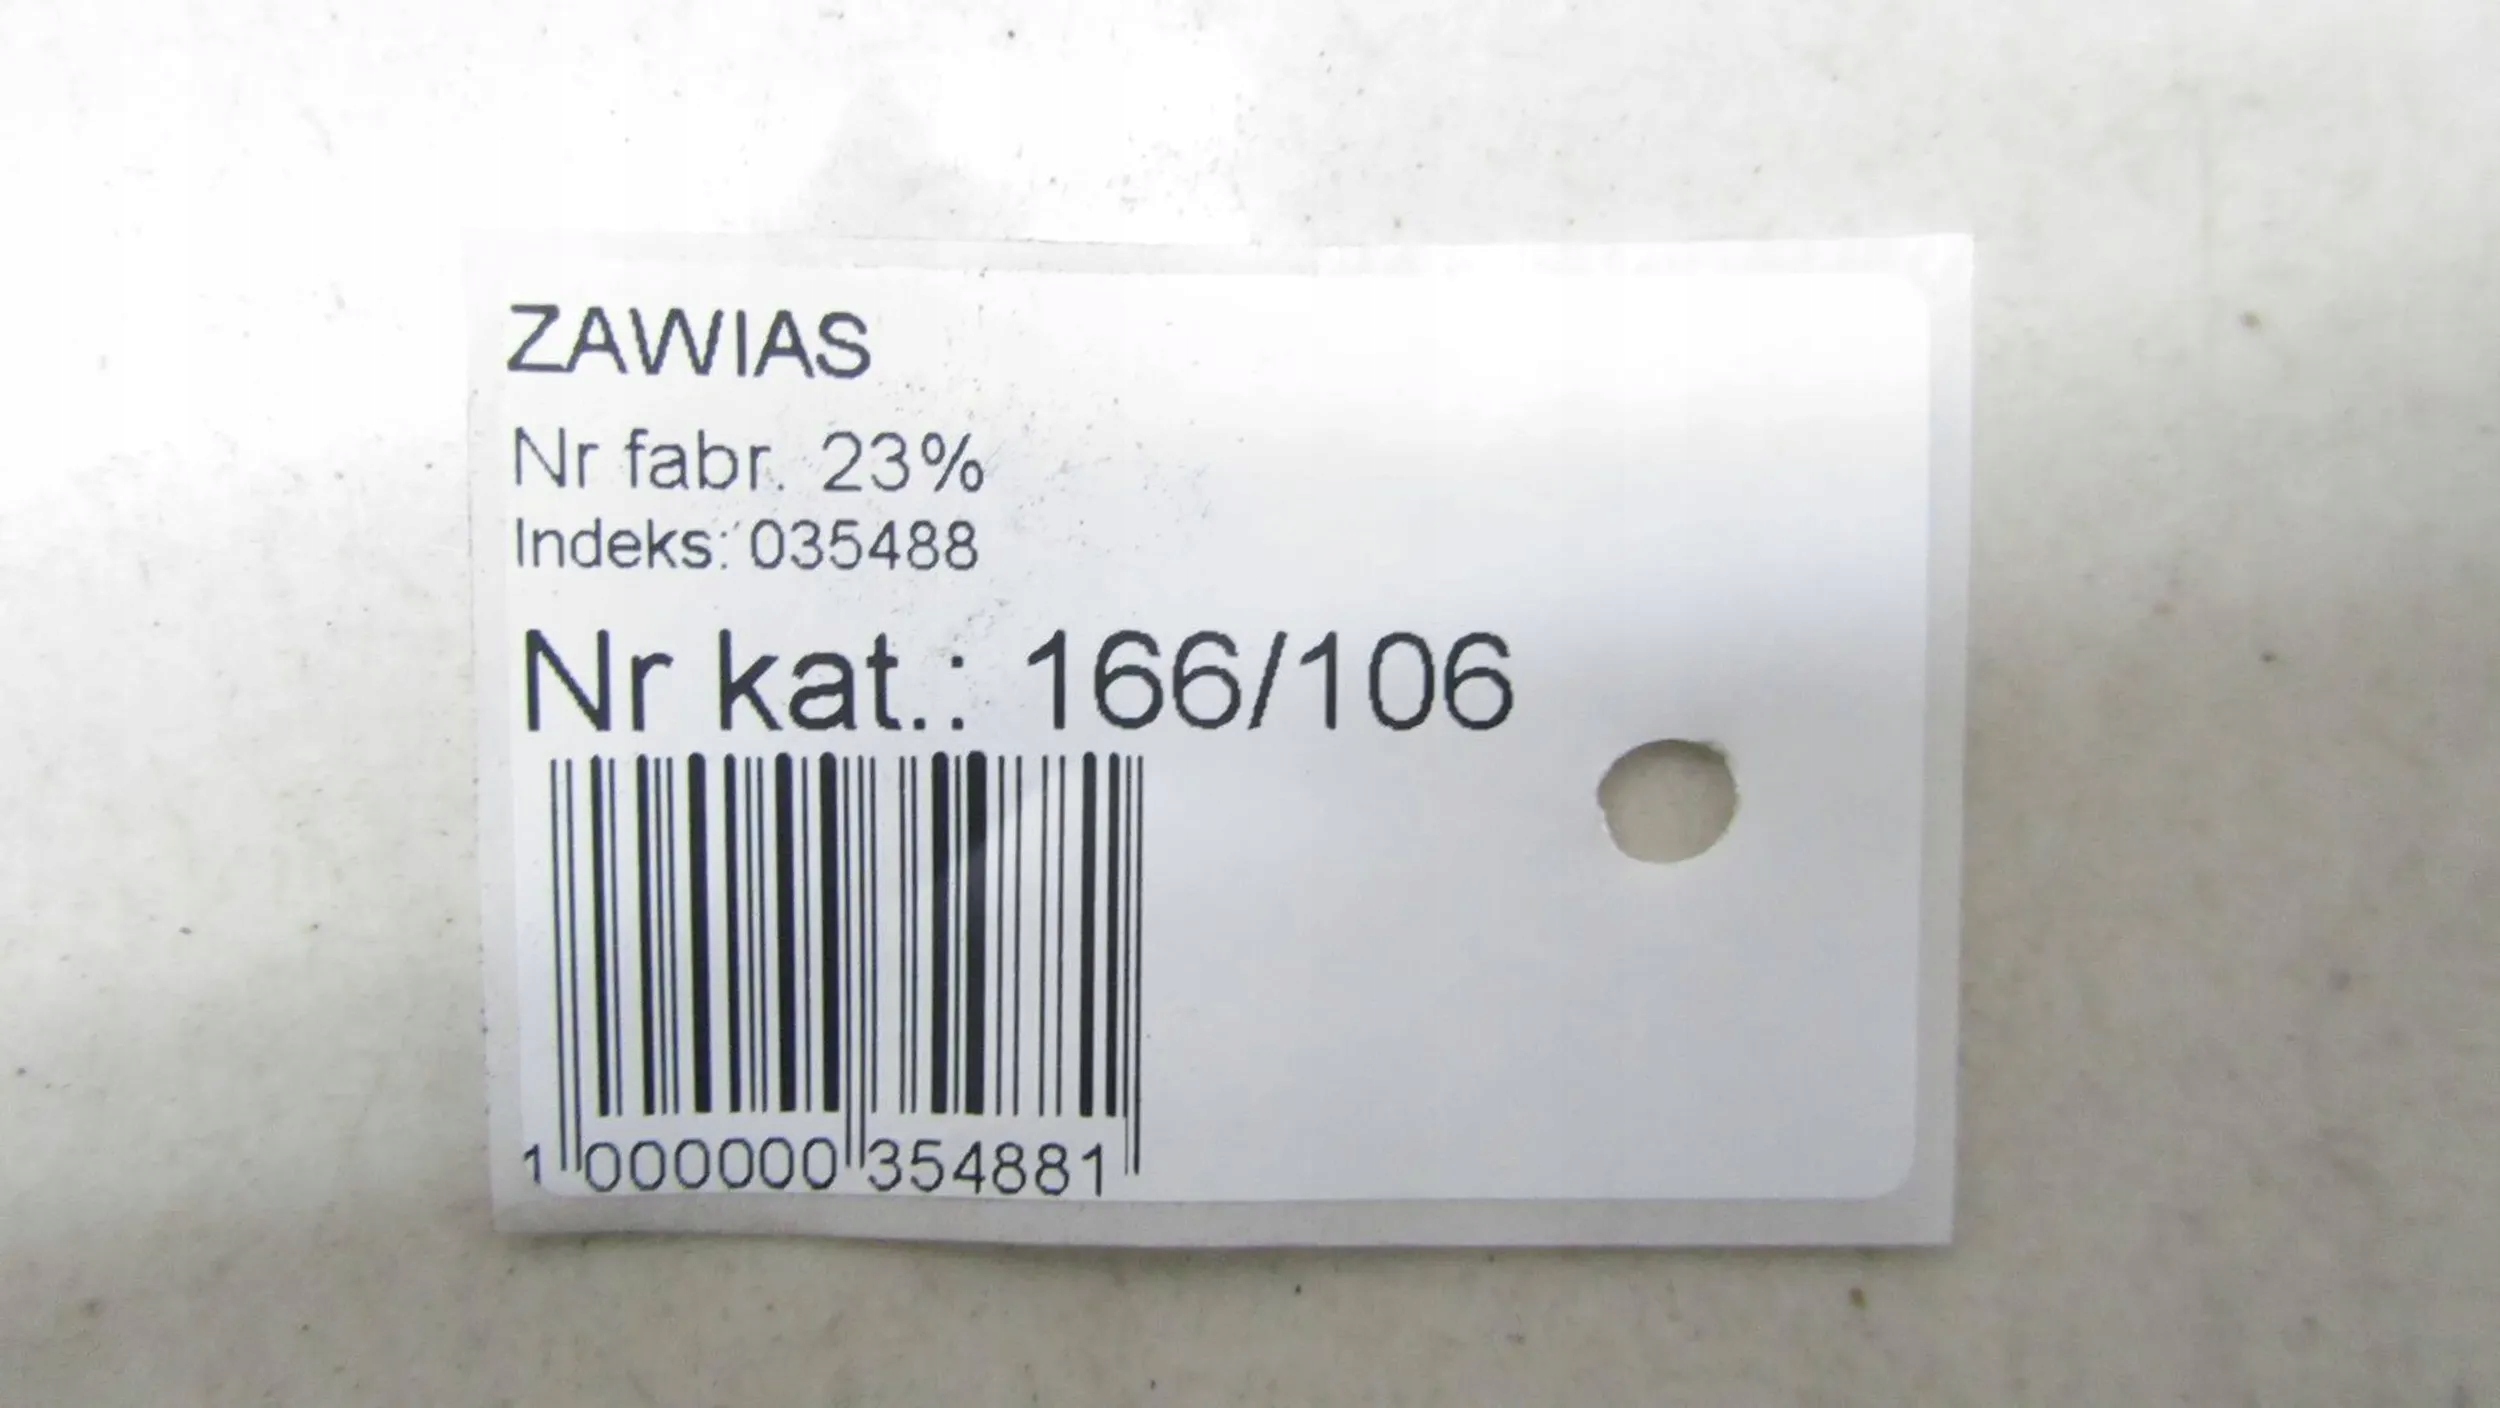 ZAWIAS
Nr fabr. 23%
Indeks: 035488
Nr kat.: 166/106
1 000000 354881